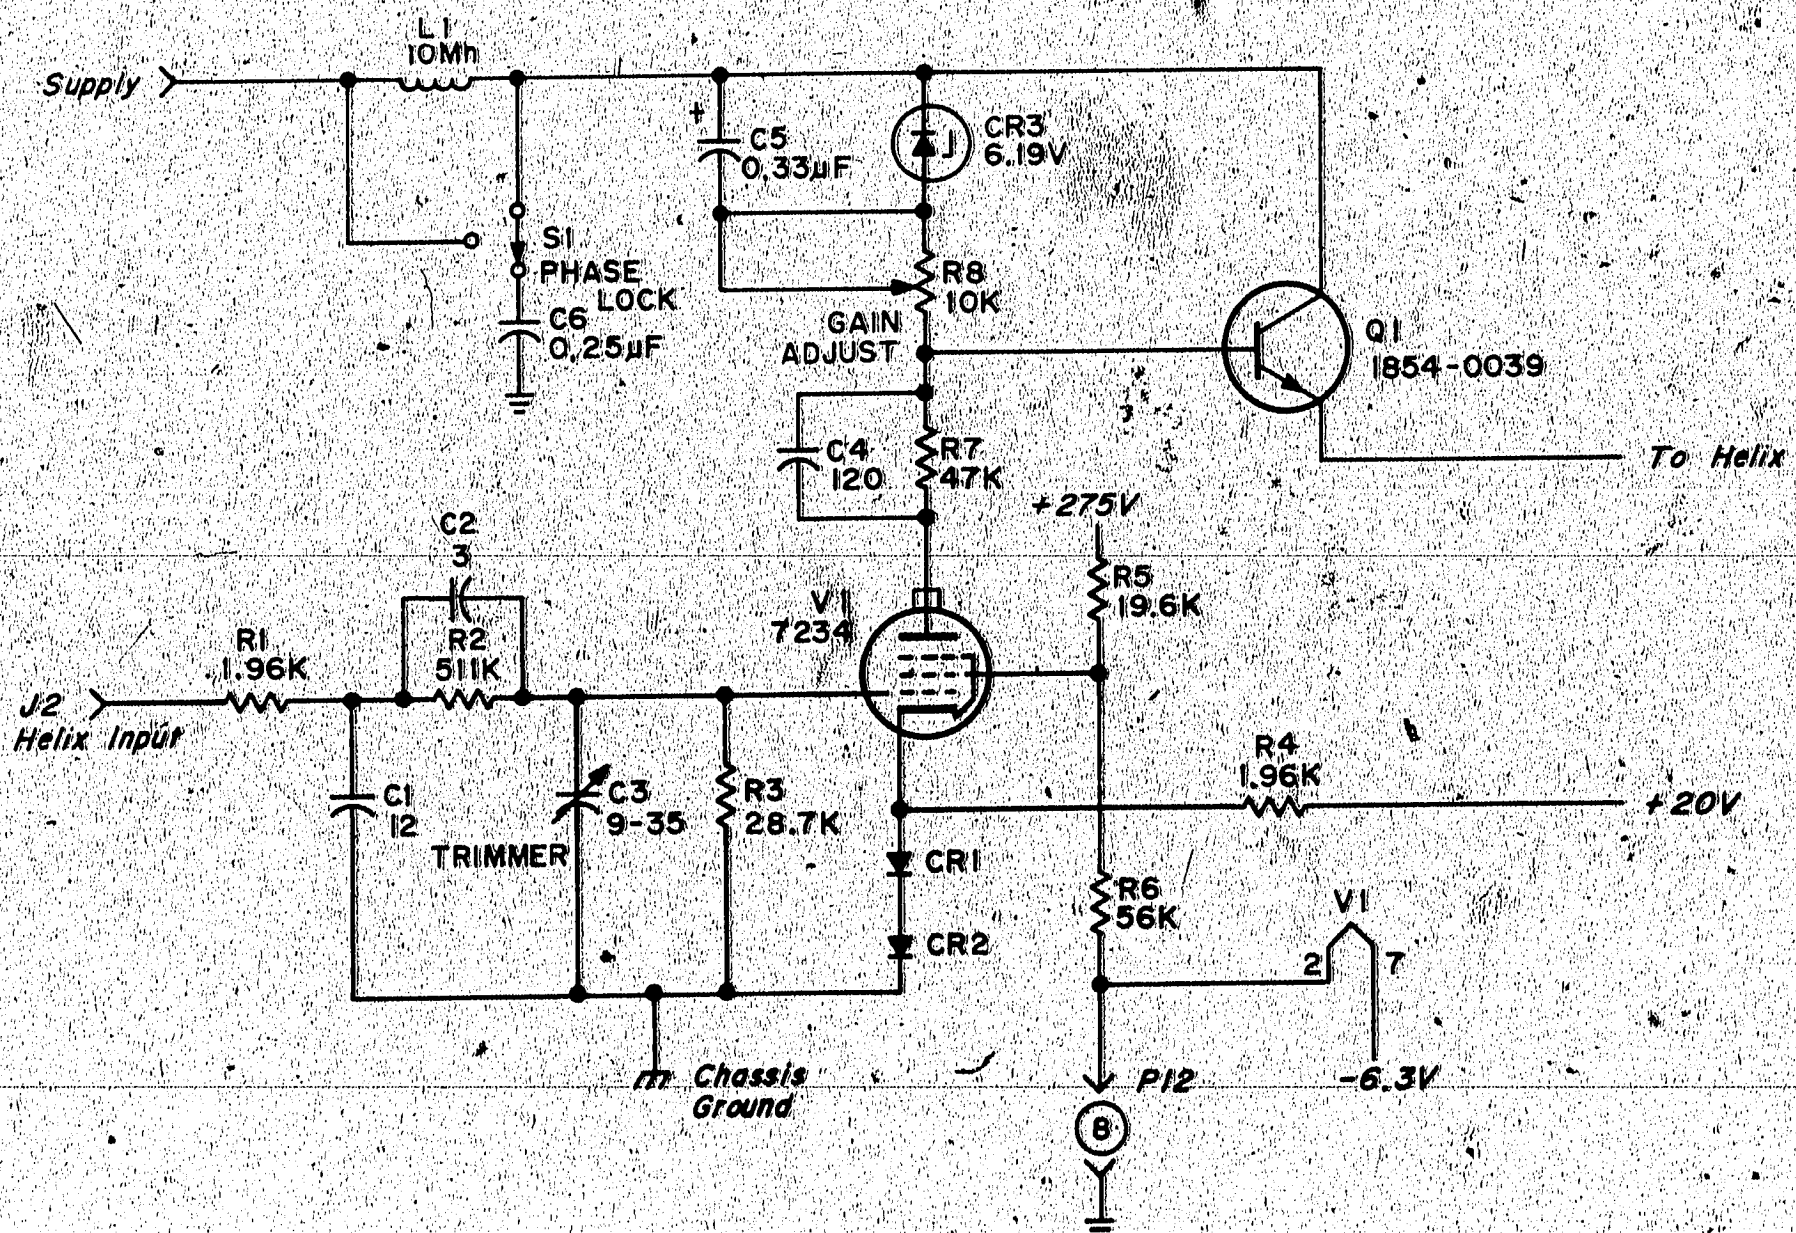 L1
10Mh
Supply
+
C5
0.33µF
CR3
6.19V
S1
PHASE
LOCK
C6
0.25µF
R8
10K
GAIN
ADJUST
Q1
1854-0039
C4
120
R7
47K
To Helix
+275V
C2
3
R5
19.6K
V1
7234
R1
1.96K
R2
511K
J2
Helix Input
R4
1.96K
+20V
C1
12
C3
9-35
TRIMMER
R3
28.7K
CR1
CR2
R6
56K
V1
2
7
Chassis
Ground
P12
-6.3V
8